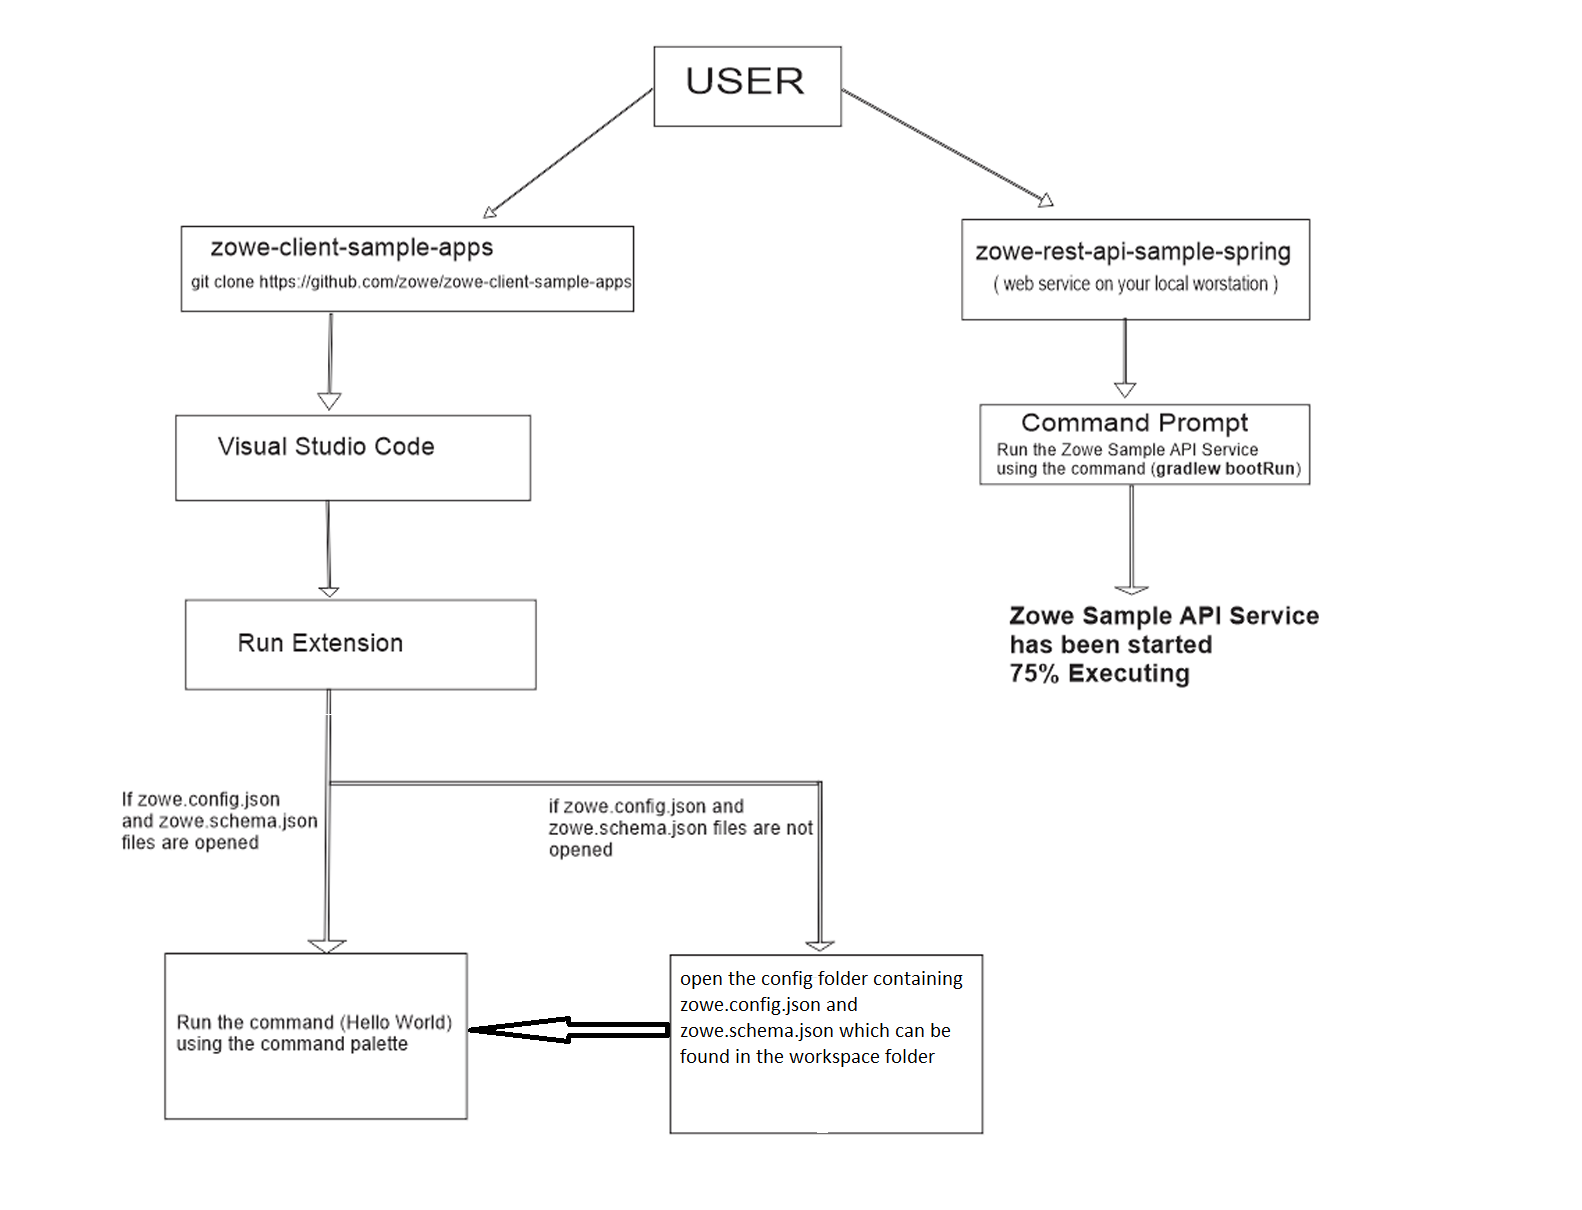 USER
zowe-client-sample-apps
git clone https://github.com/zowe/zowe-client-sample-apps
zowe-rest-api-sample-spring
( web service on your local worstation )
Visual Studio Code
Command Prompt
Run the Zowe Sample API Service
using the command (gradlew bootRun)
Run Extension
Zowe Sample API Service
has been started
75% Executing
If zowe.config.json
and zowe.schema.json
files are opened
if zowe.config.json and
zowe.schema.json files are not
opened
Run the command (Hello World)
using the command palette
open the config folder containing
zowe.config.json and
zowe.schema.json which can be
found in the workspace folder